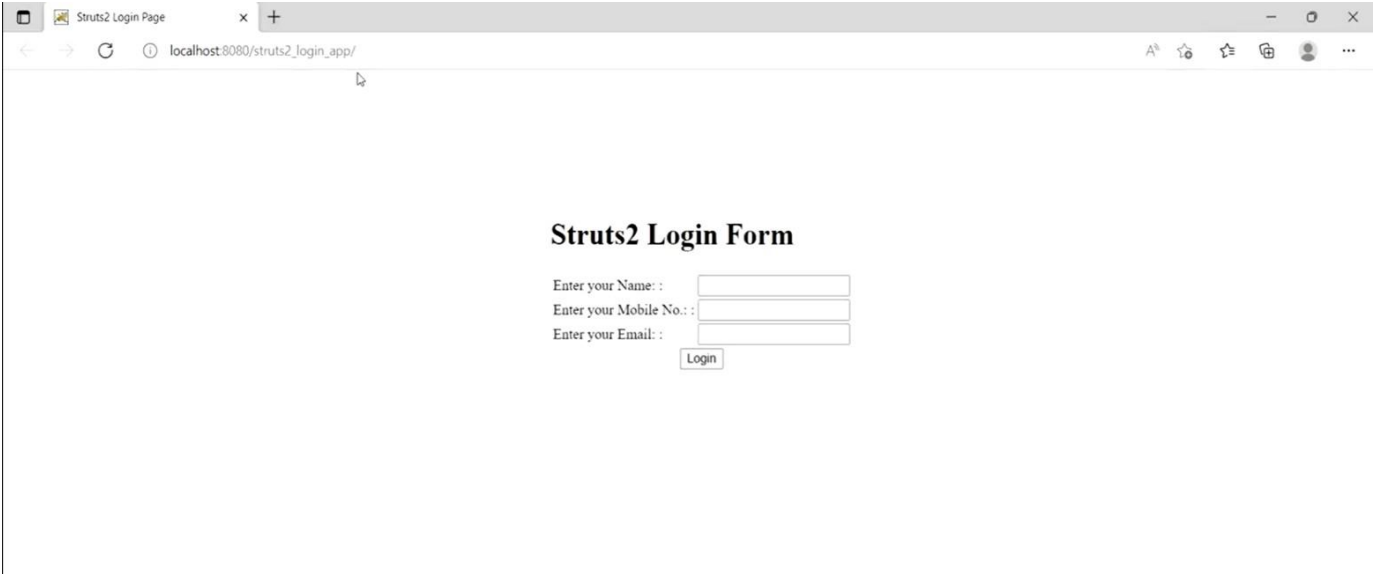 Struts2 Login Page
localhost:8080/struts2_login_app/
Struts2 Login Form
Enter your Name: :
Enter your Mobile No.: :
Enter your Email: :
Login